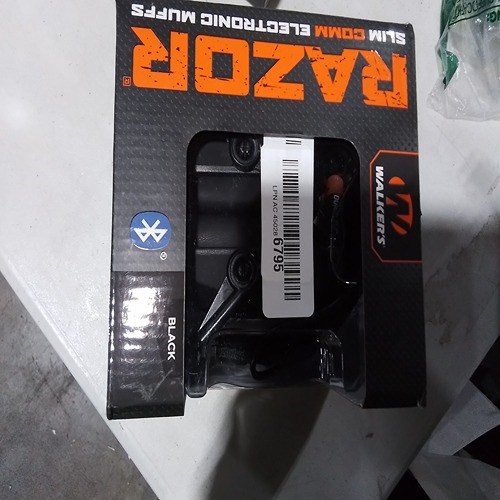 SLIM COMM ELECTRONIC MUFFS
RAZOR®
WALKER'S
LPN AC 45028 6795
®
BLACK